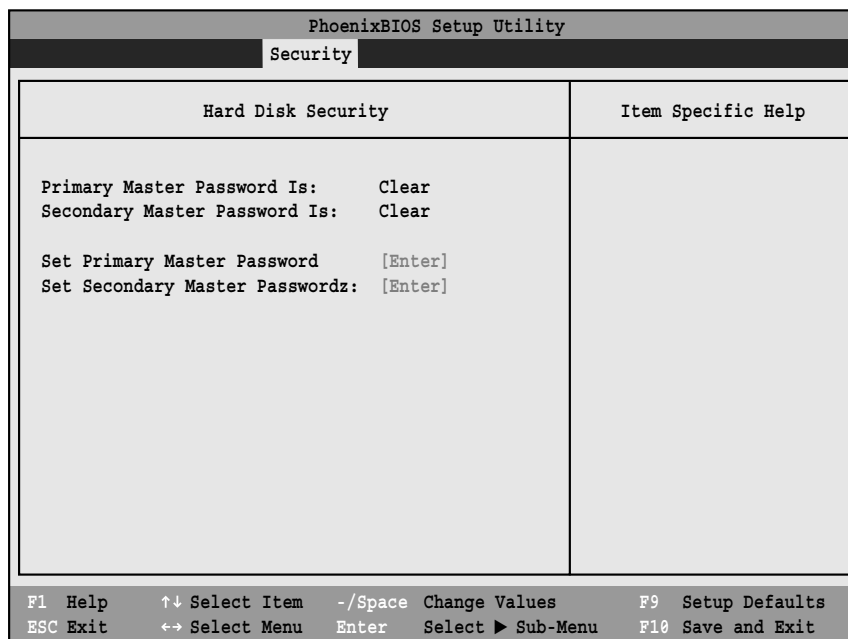 PhoenixBIOS Setup Utility
Security
Hard Disk Security
Item Specific Help
Primary Master Password Is: Clear
Secondary Master Password Is: Clear
Set Primary Master Password [Enter]
Set Secondary Master Passwordz: [Enter]
F1 Help ↑↓ Select Item -/Space Change Values F9 Setup Defaults
ESC Exit ←→ Select Menu Enter Select ▶ Sub-Menu F10 Save and Exit